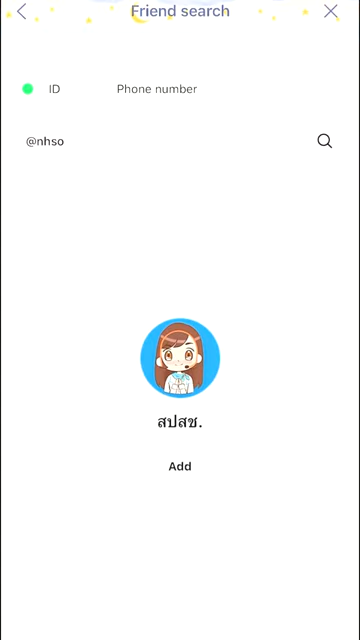 Friend search
ID Phone number
@nhso
สปสช.
Add